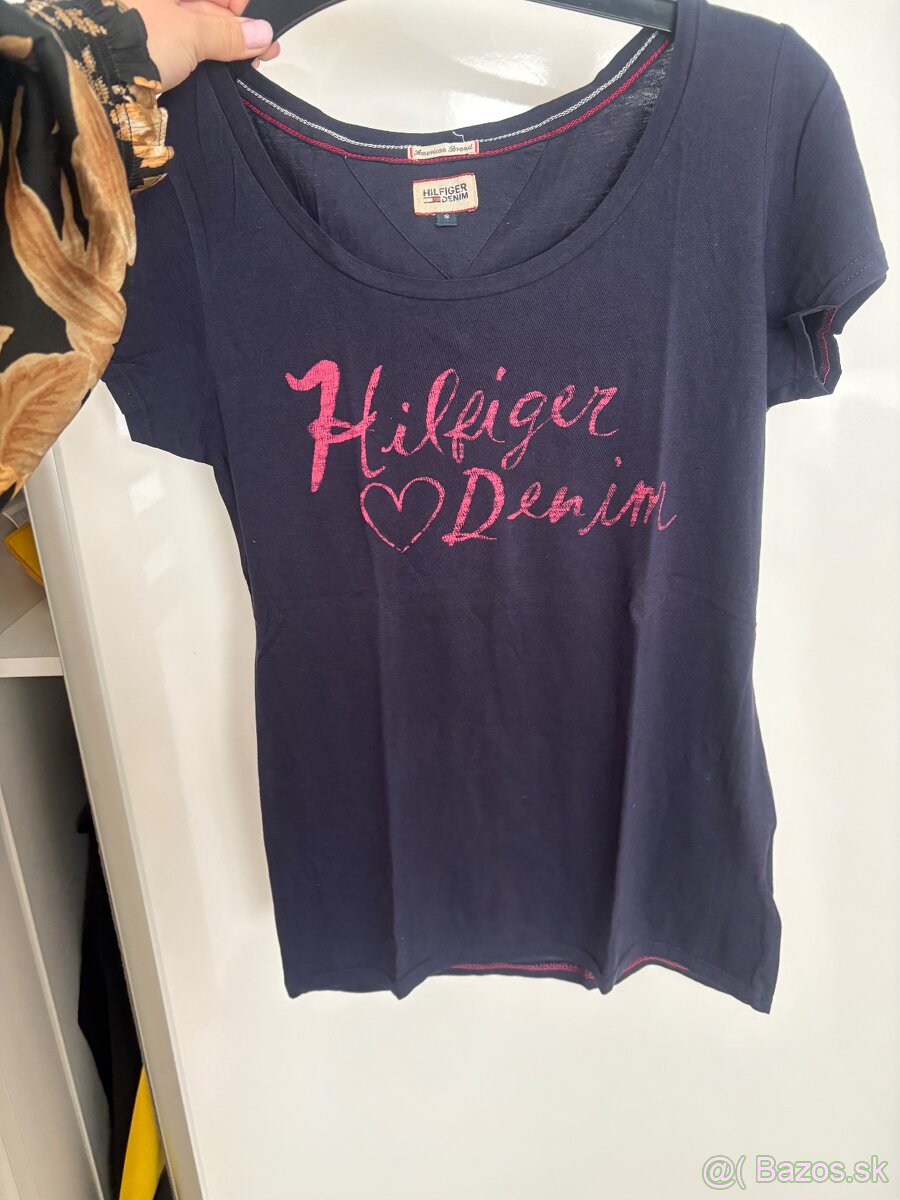 American Brand
HILFIGER
DENIM
S
Hilfiger
♡ Denim
@( Bazos.sk